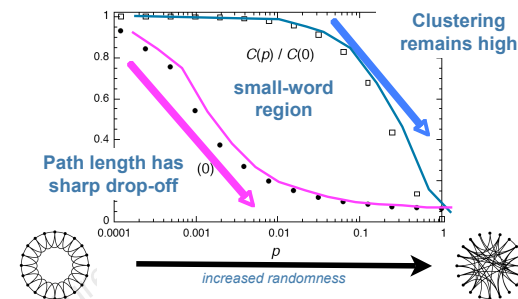 1
0.8
0.6
0.4
0.2
0
C(p) / C(0)
Clustering
remains high
small-word
region
Path length has
sharp drop-off
(0)
0.0001
0.001
0.01
0.1
1
p
increased randomness